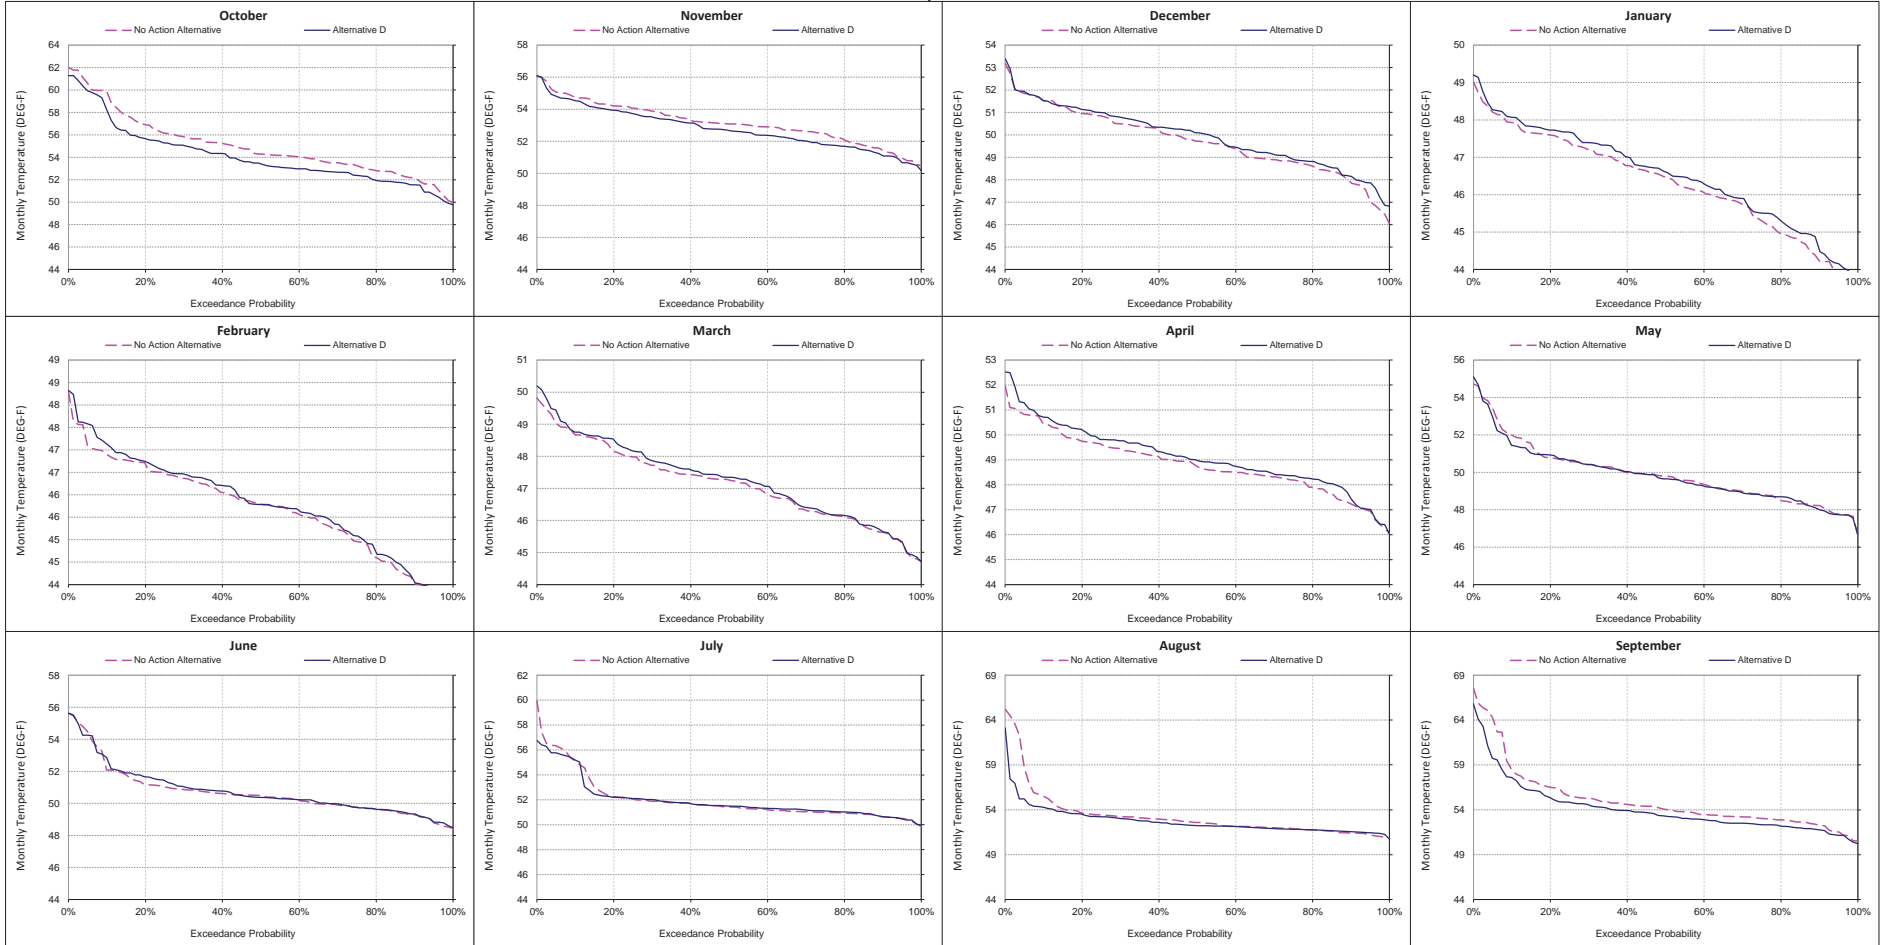 October
No Action Alternative Alternative D
Monthly Temperature (DEG-F)
64
62
60
58
56
54
52
50
48
46
44
0% 20% 40% 60% 80% 100%
Exceedance Probability
November
No Action Alternative Alternative D
Monthly Temperature (DEG-F)
58
56
54
52
50
48
46
44
0% 20% 40% 60% 80% 100%
Exceedance Probability
December
No Action Alternative Alternative D
Monthly Temperature (DEG-F)
54
53
52
51
50
49
48
47
46
45
44
0% 20% 40% 60% 80% 100%
Exceedance Probability
January
No Action Alternative Alternative D
Monthly Temperature (DEG-F)
50
49
48
47
46
45
44
0% 20% 40% 60% 80% 100%
Exceedance Probability
February
No Action Alternative Alternative D
Monthly Temperature (DEG-F)
49
49
48
48
47
47
46
46
45
45
44
0% 20% 40% 60% 80% 100%
Exceedance Probability
March
No Action Alternative Alternative D
Monthly Temperature (DEG-F)
51
50
49
48
47
46
45
44
0% 20% 40% 60% 80% 100%
Exceedance Probability
April
No Action Alternative Alternative D
Monthly Temperature (DEG-F)
53
52
51
50
49
48
47
46
45
44
0% 20% 40% 60% 80% 100%
Exceedance Probability
May
No Action Alternative Alternative D
Monthly Temperature (DEG-F)
56
54
52
50
48
46
44
0% 20% 40% 60% 80% 100%
Exceedance Probability
June
No Action Alternative Alternative D
Monthly Temperature (DEG-F)
58
56
54
52
50
48
46
44
0% 20% 40% 60% 80% 100%
Exceedance Probability
July
No Action Alternative Alternative D
Monthly Temperature (DEG-F)
62
60
58
56
54
52
50
48
46
44
0% 20% 40% 60% 80% 100%
Exceedance Probability
August
No Action Alternative Alternative D
Monthly Temperature (DEG-F)
69
64
59
54
49
44
0% 20% 40% 60% 80% 100%
Exceedance Probability
September
No Action Alternative Alternative D
Monthly Temperature (DEG-F)
69
64
59
54
49
44
0% 20% 40% 60% 80% 100%
Exceedance Probability